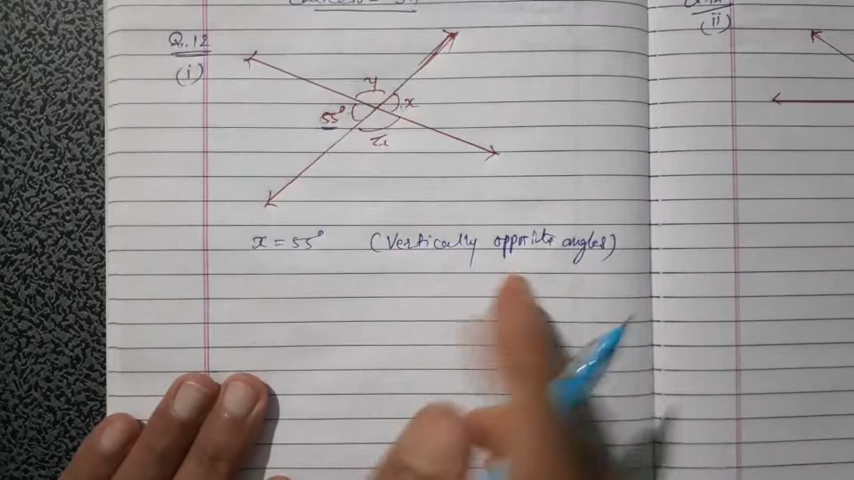 Q.12
(i)
y
55° x
z
x = 55° (Vertically opposite angles)
(ii)